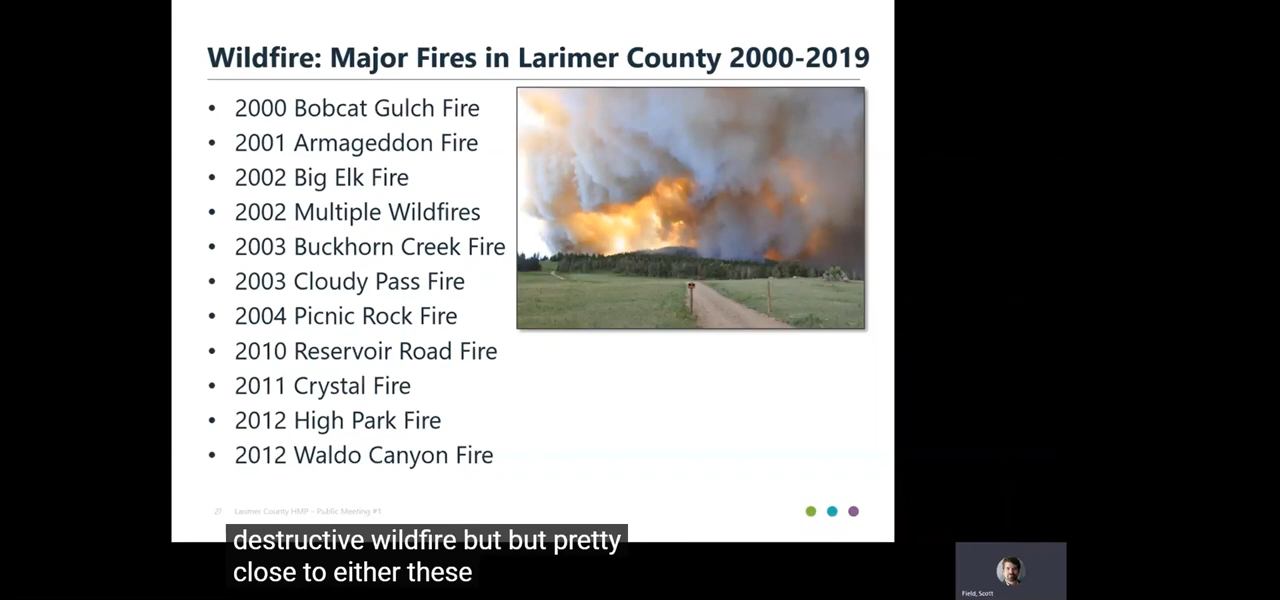 Wildfire: Major Fires in Larimer County 2000-2019
• 2000 Bobcat Gulch Fire
• 2001 Armageddon Fire
• 2002 Big Elk Fire
• 2002 Multiple Wildfires
• 2003 Buckhorn Creek Fire
• 2003 Cloudy Pass Fire
• 2004 Picnic Rock Fire
• 2010 Reservoir Road Fire
• 2011 Crystal Fire
• 2012 High Park Fire
• 2012 Waldo Canyon Fire
27 Larimer County HMP – Public Meeting #1
destructive wildfire but but pretty
close to either these
Field, Scott